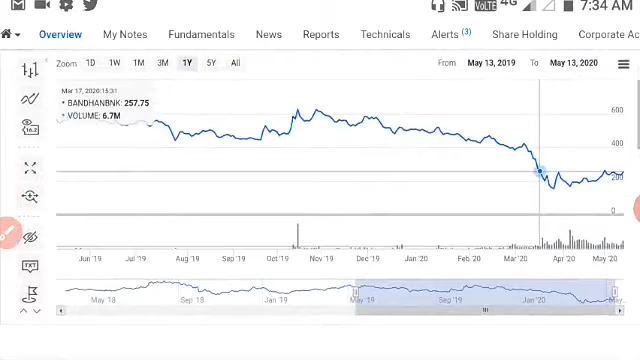 VoLTE 4G 7:34 AM
Overview My Notes Fundamentals News Reports Technicals Alerts (3) Share Holding Corporate Ac
Zoom 1D 1W 1M 3M 1Y 5Y All From May 13, 2019 To May 13, 2020
Mar 17, 2020:15:31
BANDHANBNK: 257.75
VOLUME: 6.7M
600
400
200
0
16.2
TXT
Jun '19 Jul '19 Aug '19 Sep '19 Oct '19 Nov '19 Dec '19 Jan '20 Feb '20 Mar '20 Apr '20 May '20
May '18 Sep '18 Jan '19 May '19 Sep '19 Jan '20 May…